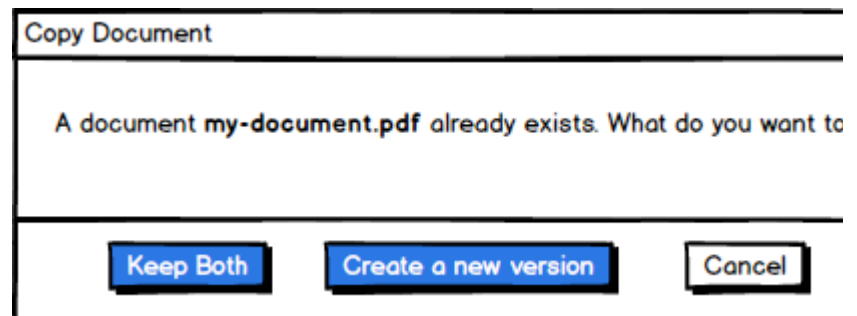 Copy Document
A document my-document.pdf already exists. What do you want to
Keep Both Create a new version Cancel